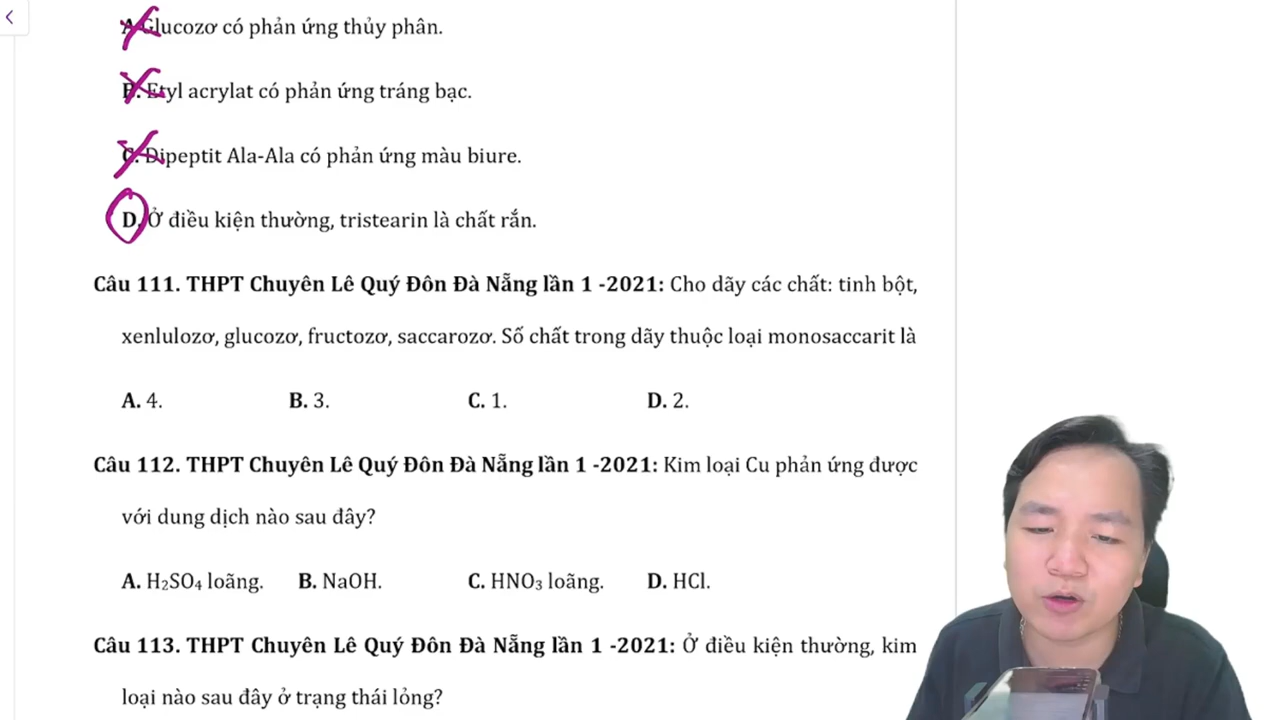 A. Glucozơ có phản ứng thủy phân.
B. Etyl acrylat có phản ứng tráng bạc.
C. Dipeptit Ala-Ala có phản ứng màu biure.
D. Ở điều kiện thường, tristearin là chất rắn.
Câu 111. THPT Chuyên Lê Quý Đôn Đà Nẵng lần 1 -2021: Cho dãy các chất: tinh bột,
xenlulozơ, glucozơ, fructozơ, saccarozơ. Số chất trong dãy thuộc loại monosaccarit là
A. 4. B. 3. C. 1. D. 2.
Câu 112. THPT Chuyên Lê Quý Đôn Đà Nẵng lần 1 -2021: Kim loại Cu phản ứng được
với dung dịch nào sau đây?
A. H₂SO₄ loãng. B. NaOH. C. HNO₃ loãng. D. HCl.
Câu 113. THPT Chuyên Lê Quý Đôn Đà Nẵng lần 1 -2021: Ở điều kiện thường, kim
loại nào sau đây ở trạng thái lỏng?